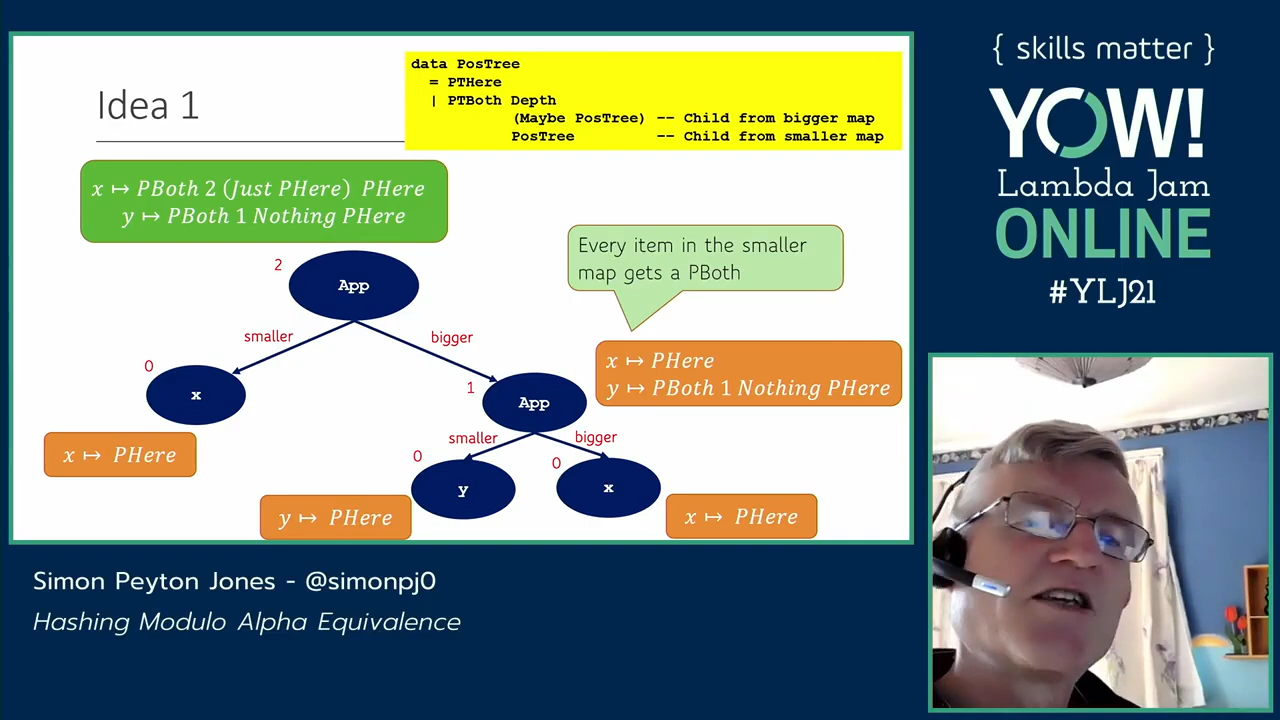 Idea 1
data PosTree
= PTHere
| PTBoth Depth
(Maybe PosTree) -- Child from bigger map
PosTree -- Child from smaller map
x ↦ PBoth 2 (Just PHere) PHere
y ↦ PBoth 1 Nothing PHere
Every item in the smaller
map gets a PBoth
2
App
smaller
bigger
0
x
x ↦ PHere
1
App
x ↦ PHere
y ↦ PBoth 1 Nothing PHere
smaller
bigger
0
y
y ↦ PHere
0
x
x ↦ PHere
{ skills matter }
YOW!
Lambda Jam
ONLINE
#YLJ21
Simon Peyton Jones - @simonpj0
Hashing Modulo Alpha Equivalence